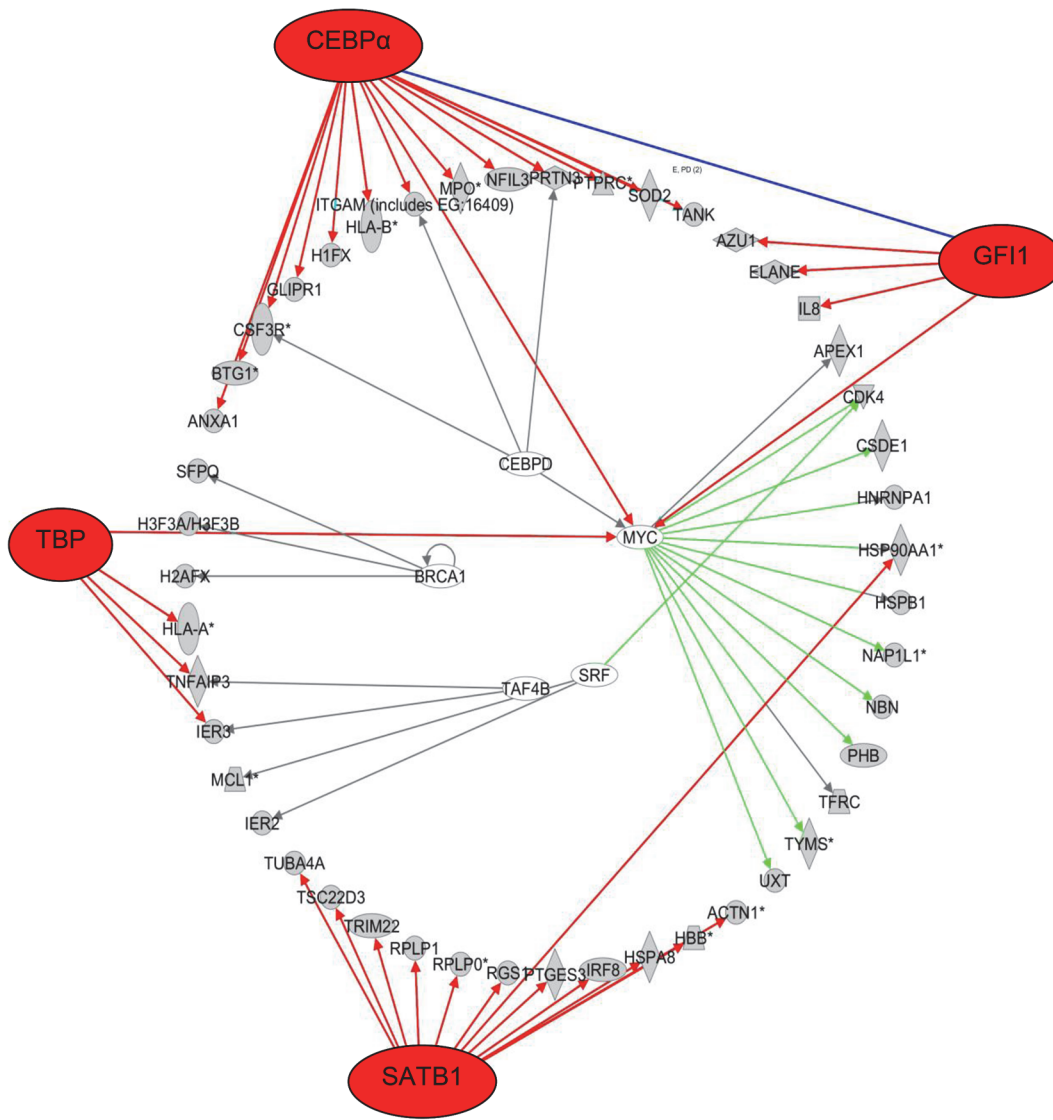 CEBPα
E, PD (2)
MPO*
NFIL3
PRTN3
PTPRC*
SOD2
TANK
ITGAM (includes EG:16409)
HLA-B*
H1FX
GLIPR1
CSF3R*
BTG1*
ANXA1
AZU1
ELANE
IL8
GFI1
APEX1
CDK4
CSDE1
HNRNPA1
HSP90AA1*
HSPB1
NAP1L1*
NBN
PHB
TFRC
TYMS*
UXT
CEBPD
MYC
SFPQ
TBP
H3F3A/H3F3B
H2AFX
BRCA1
HLA-A*
TNFAIP3
TAF4B
SRF
IER3
MCL1*
IER2
TUBA4A
TSC22D3
TRIM22
RPLP1
RPLP0*
RGS1
PTGES3
IRF8
HSPA8
HBB*
ACTN1*
SATB1